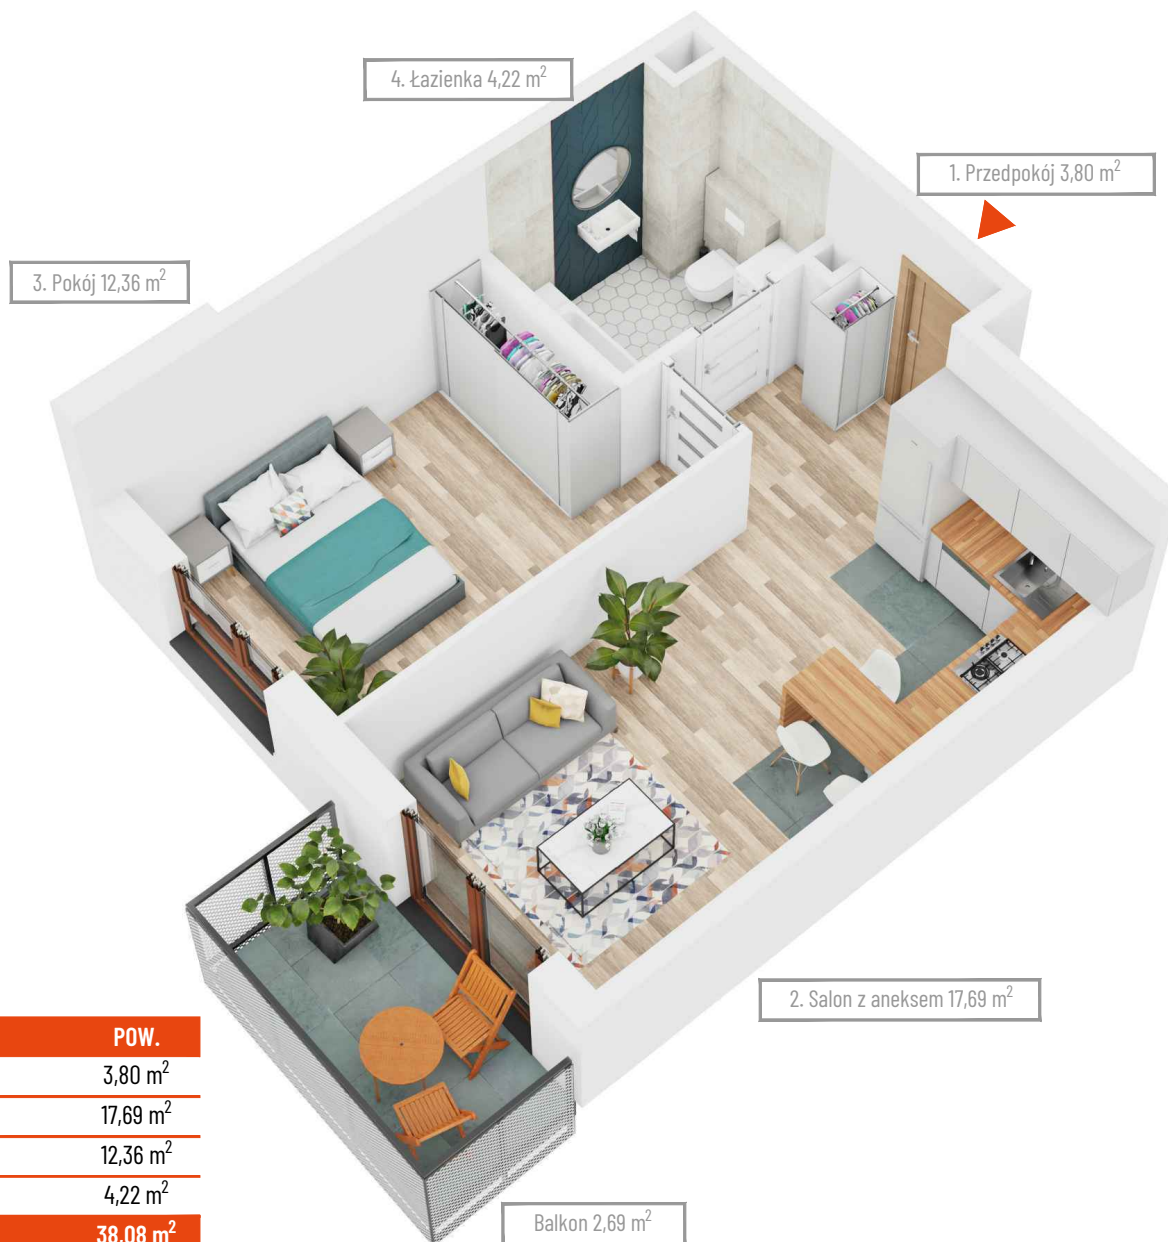 4. Łazienka 4,22 m²
1. Przedpokój 3,80 m²
3. Pokój 12,36 m²
2. Salon z aneksem 17,69 m²
POW.
3,80 m²
17,69 m²
12,36 m²
4,22 m²
38,08 m²
Balkon 2,69 m²